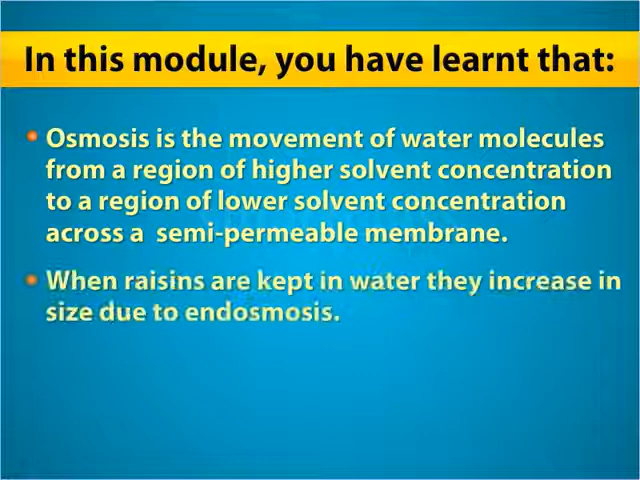 In this module, you have learnt that:
• Osmosis is the movement of water molecules
from a region of higher solvent concentration
to a region of lower solvent concentration
across a semi-permeable membrane.
• When raisins are kept in water they increase in
size due to endosmosis.